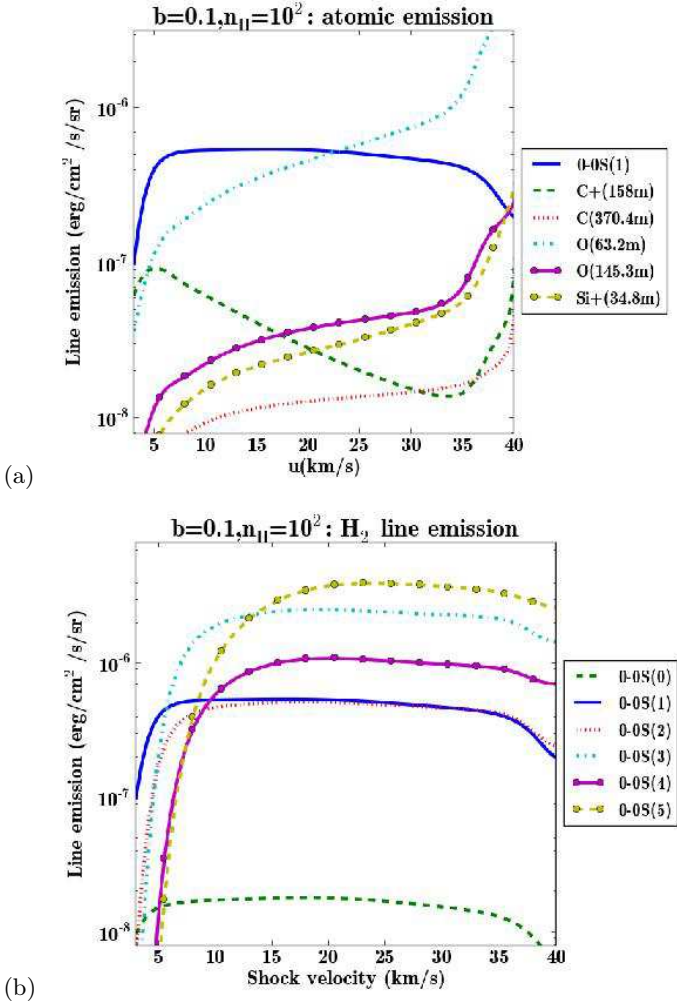 b=0.1,n_H=10^2: atomic emission
Line emission (erg/cm^2 /s/sr)
10^-6
10^-7
10^-8
5 10 15 20 25 30 35 40
u(km/s)
0-0S(1)
C+(158m)
C(370.4m)
O(63.2m)
O(145.3m)
Si+(34.8m)
(a)
b=0.1,n_H=10^2: H_2 line emission
Line emission (erg/cm^2 /s/sr)
10^-6
10^-7
10^-8
5 10 15 20 25 30 35 40
Shock velocity (km/s)
0-0S(0)
0-0S(1)
0-0S(2)
0-0S(3)
0-0S(4)
0-0S(5)
(b)